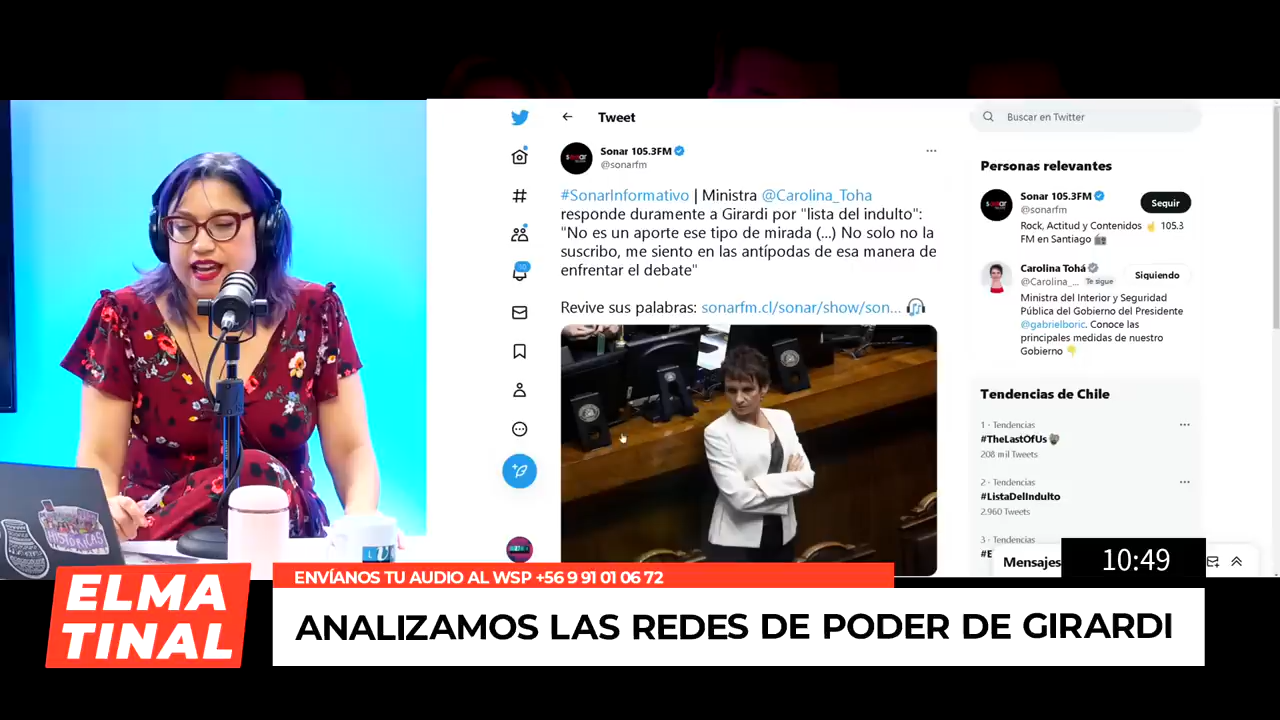 Tweet
Sonar 105.3FM
@sonarfm
#SonarInformativo | Ministra @Carolina_Toha
responde duramente a Girardi por "lista del indulto":
"No es un aporte ese tipo de mirada (...) No solo no la
suscribo, me siento en las antípodas de esa manera de
enfrentar el debate"
Revive sus palabras: sonarfm.cl/sonar/show/son...
Buscar en Twitter
Personas relevantes
Sonar 105.3FM
@sonarfm
Seguir
Rock, Actitud y Contenidos 105.3
FM en Santiago
Carolina Tohá
@Carolina_... Te sigue
Siguiendo
Ministra del Interior y Seguridad
Pública del Gobierno del Presidente
@gabrielboric. Conoce las
principales medidas de nuestro
Gobierno
Tendencias de Chile
1 · Tendencias
#TheLastOfUs
208 mil Tweets
2 · Tendencias
#ListaDelIndulto
2.960 Tweets
3 · Tendencias
Mensajes
10:49
HISTÓRICAS
ELMA
TINAL
ENVÍANOS TU AUDIO AL WSP +56 9 91 01 06 72
ANALIZAMOS LAS REDES DE PODER DE GIRARDI